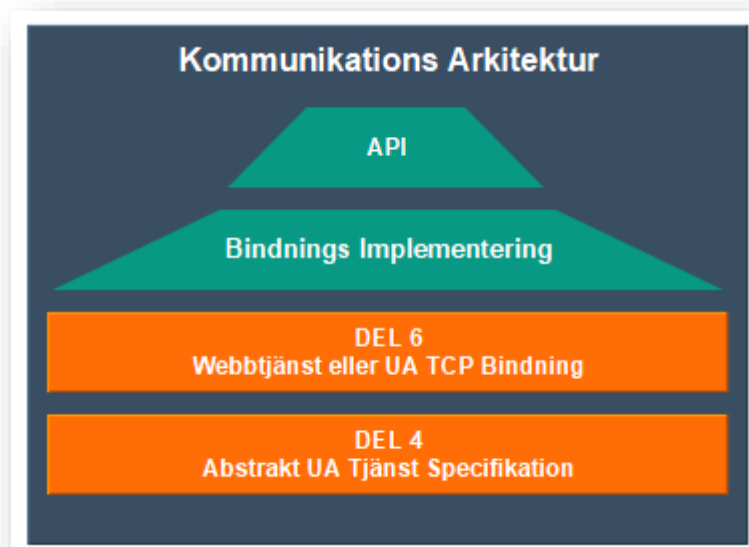 Kommunikations Arkitektur
API
Bindnings Implementering
DEL 6
Webbtjänst eller UA TCP Bindning
DEL 4
Abstrakt UA Tjänst Specifikation